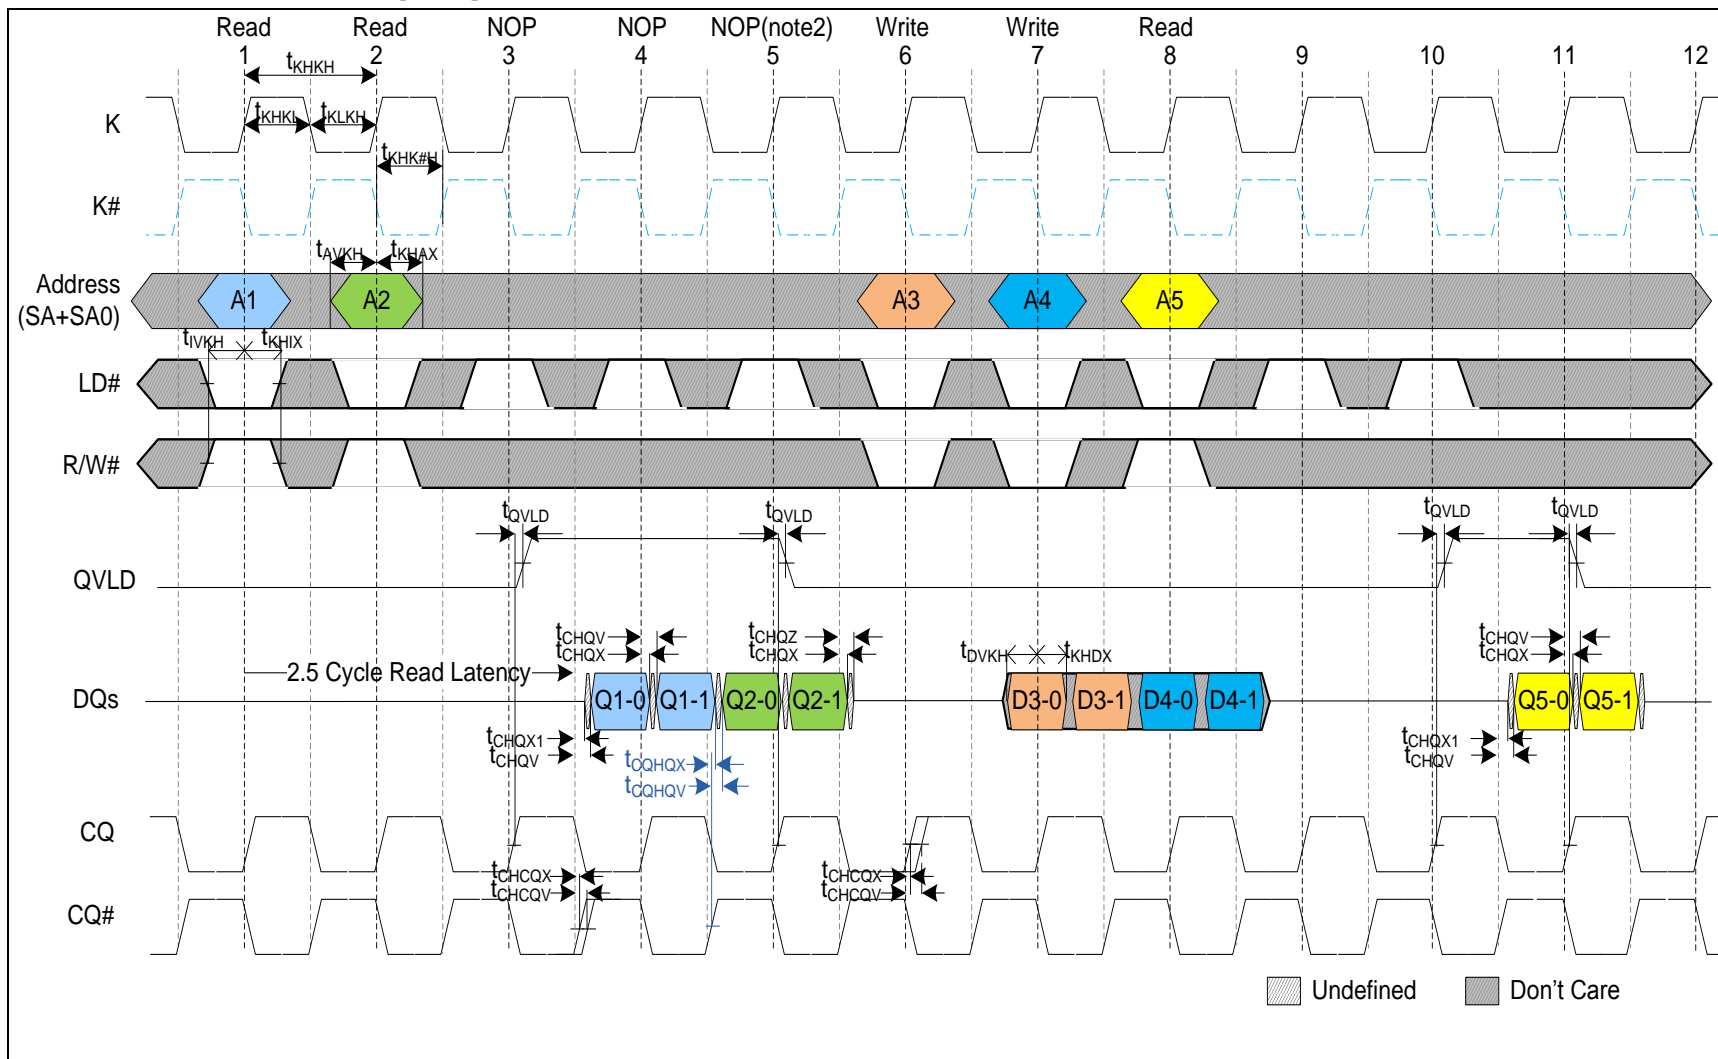 Read Read NOP NOP NOP(note2) Write Write Read
1 2 3 4 5 6 7 8 9 10 11 12
tKHKH
K tKHKL tKLKH
tKHK#H
K#
tAVKH tKHAX
Address
(SA+SA0) A1 A2 A3 A4 A5
tIVKH tKHIX
LD#
R/W#
tQVLD tQVLD tQVLD tQVLD
QVLD
tCHQV tCHQZ tCHQV
tCHQX tCHQX tDVKH tKHDX tCHQX
2.5 Cycle Read Latency
DQs Q1-0 Q1-1 Q2-0 Q2-1 D3-0 D3-1 D4-0 D4-1 Q5-0 Q5-1
tCHQX1 tCHQX1
tCHQV tCHQV
tCQHQX
tCQHQV
CQ
tCHCQX tCHCQX
tCHCQV tCHCQV
CQ#
Undefined Don't Care